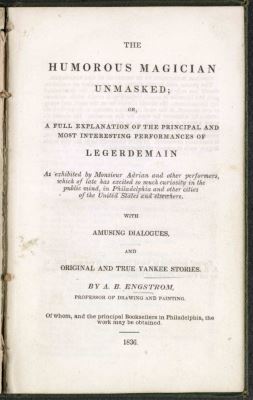 THE
HUMOROUS MAGICIAN
UNMASKED;
OR,
A FULL EXPLANATION OF THE PRINCIPAL AND
MOST INTERESTING PERFORMANCES OF
LEGERDEMAIN
As exhibited by Monsieur Adrian and other performers,
which of late has excited so much curiosity in the
public mind, in Philadelphia and other cities
of the United States and elsewhere.
WITH
AMUSING DIALOGUES,
AND
ORIGINAL AND TRUE YANKEE STORIES.
BY A. B. ENGSTROM,
PROFESSOR OF DRAWING AND PAINTING.
Of whom, and the principal Booksellers in Philadelphia, the
work may be obtained.
1836.